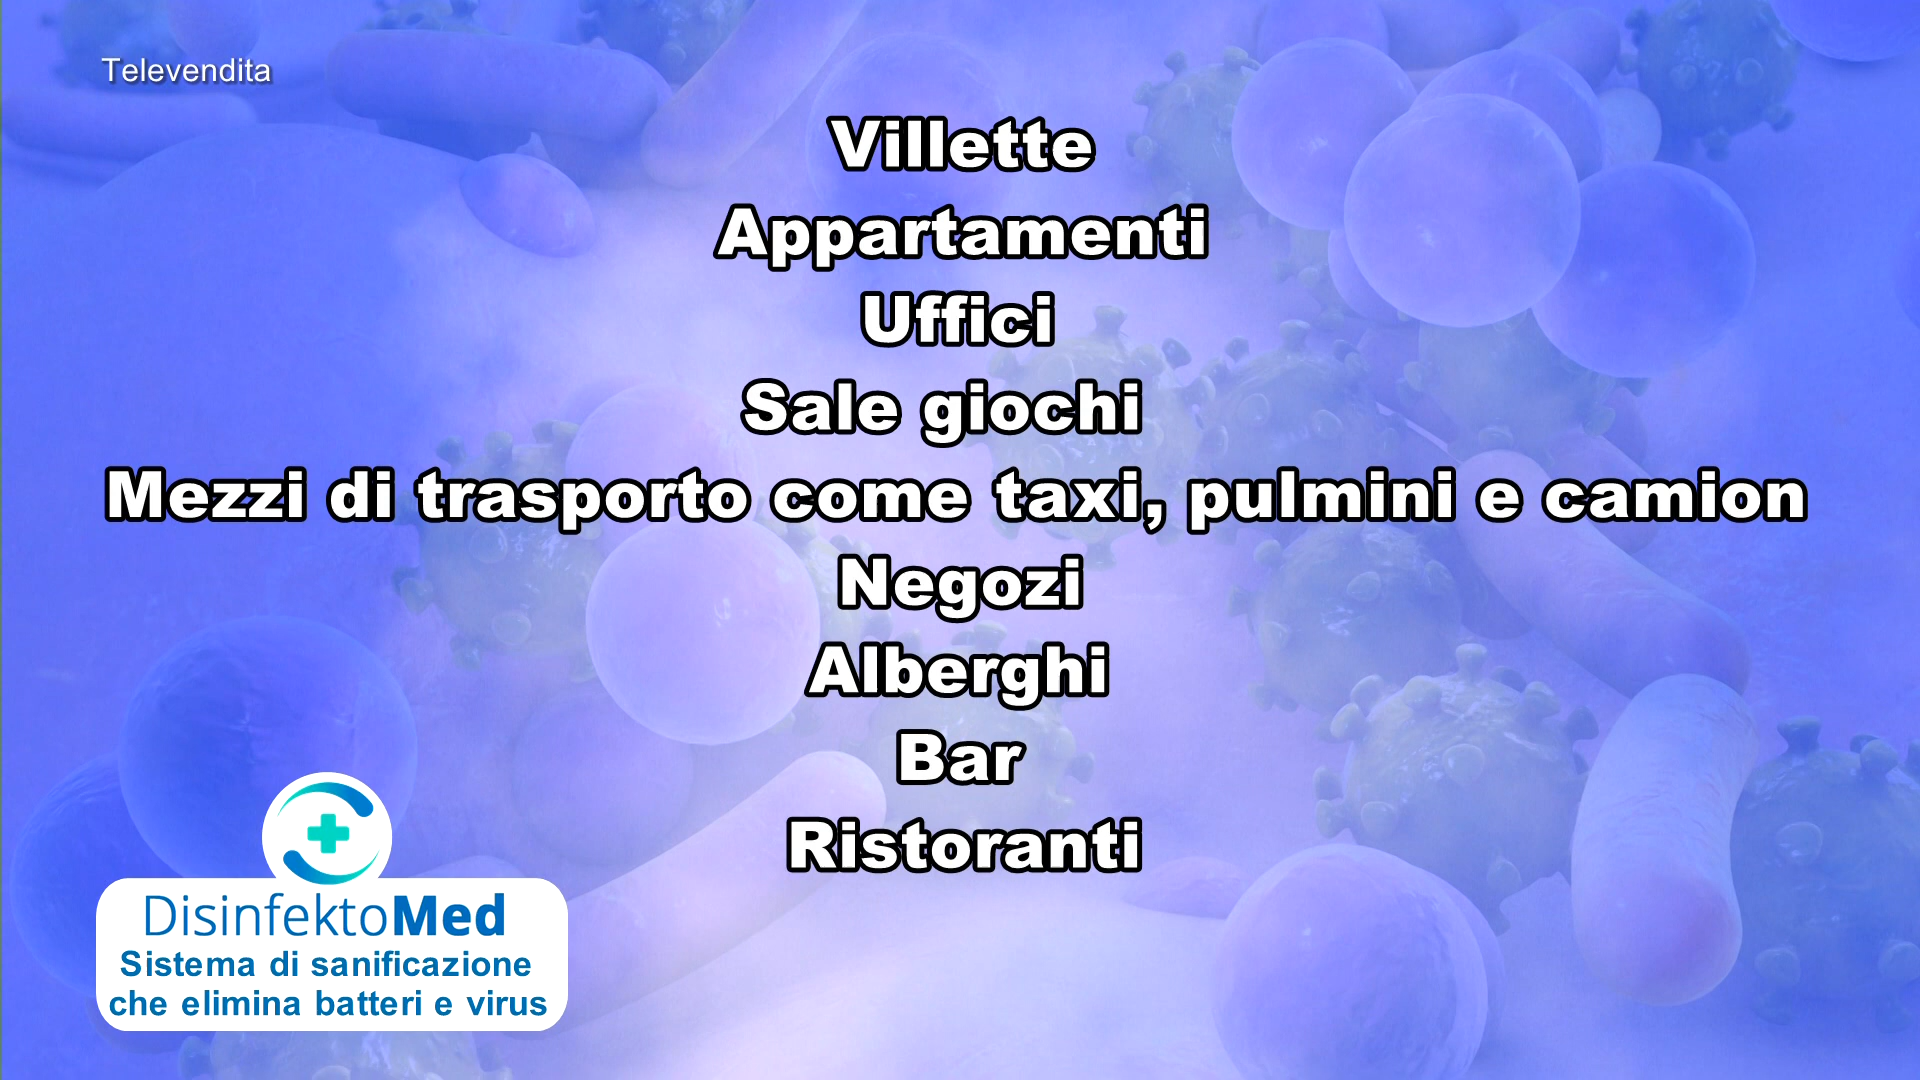 Televendita
Villette
Appartamenti
Uffici
Sale giochi
Mezzi di trasporto come taxi, pulmini e camion
Negozi
Alberghi
Bar
Ristoranti
DisinfektoMed
Sistema di sanificazione
che elimina batteri e virus